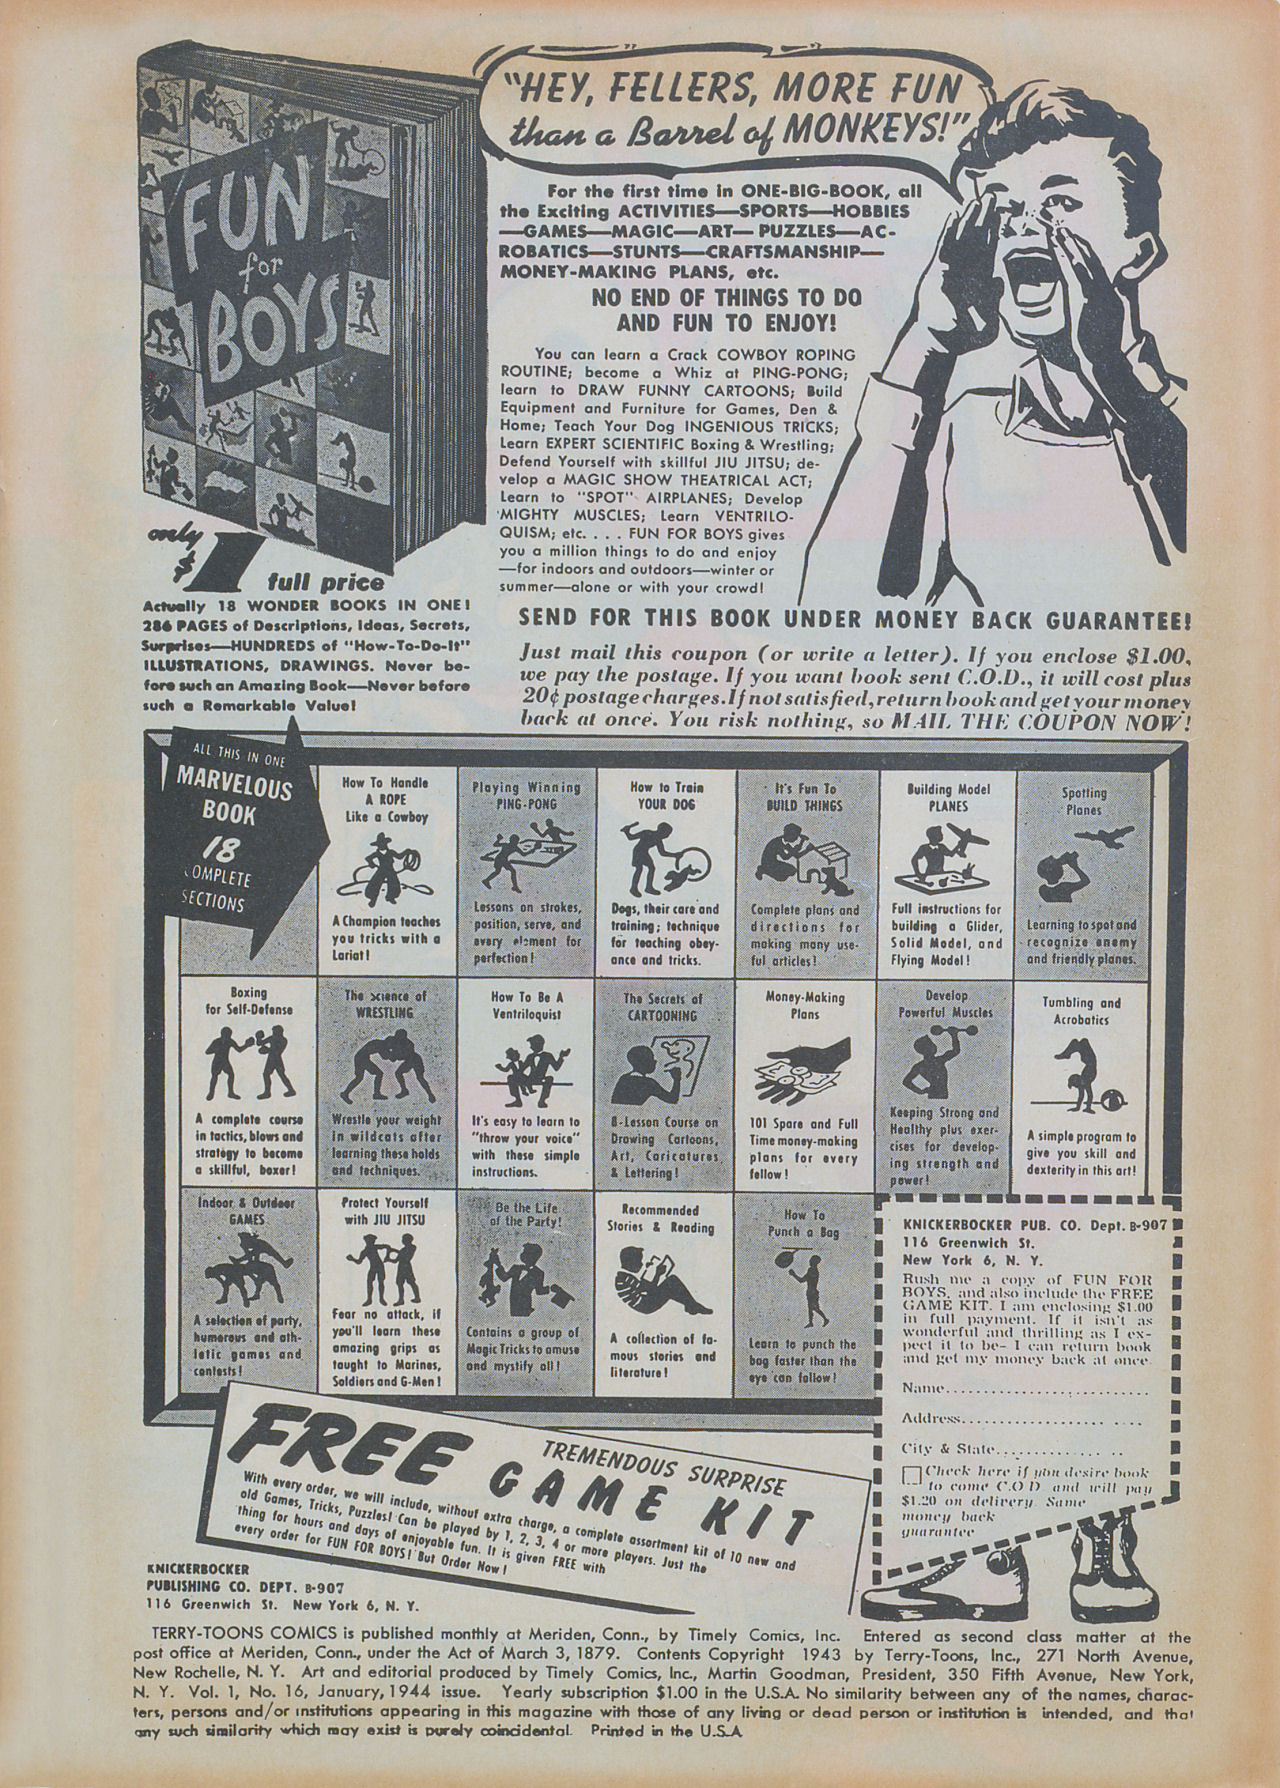 "HEY, FELLERS, MORE FUN
than a Barrel of MONKEYS!"
FUN
for
BOYS
For the first time in ONE-BIG-BOOK, all
the Exciting ACTIVITIES—SPORTS—HOBBIES
—GAMES—MAGIC—ART—PUZZLES—AC-
ROBATICS—STUNTS—CRAFTSMANSHIP—
MONEY-MAKING PLANS, etc.
NO END OF THINGS TO DO
AND FUN TO ENJOY!
You can learn a Crack COWBOY ROPING
ROUTINE; become a Whiz at PING-PONG;
learn to DRAW FUNNY CARTOONS; Build
Equipment and Furniture for Games, Den &
Home; Teach Your Dog INGENIOUS TRICKS;
Learn EXPERT SCIENTIFIC Boxing & Wrestling;
Defend Yourself with skillful JIU JITSU; de-
velop a MAGIC SHOW THEATRICAL ACT;
Learn to "SPOT" AIRPLANES; Develop
MIGHTY MUSCLES; Learn VENTRILO-
QUISM; etc. . . . FUN FOR BOYS gives
you a million things to do and enjoy
—for indoors and outdoors—winter or
summer—alone or with your crowd!
only
$1
full price
Actually 18 WONDER BOOKS IN ONE!
286 PAGES of Descriptions, Ideas, Secrets,
Surprises—HUNDREDS of "How-To-Do-It"
ILLUSTRATIONS, DRAWINGS. Never be-
fore such an Amazing Book—Never before
such a Remarkable Value!
SEND FOR THIS BOOK UNDER MONEY BACK GUARANTEE!
Just mail this coupon (or write a letter). If you enclose $1.00,
we pay the postage. If you want book sent C.O.D., it will cost plus
20¢ postage charges. If not satisfied, return book and get your money
back at once. You risk nothing, so MAIL THE COUPON NOW!
ALL THIS IN ONE
MARVELOUS
BOOK
18
COMPLETE
SECTIONS
How To Handle
A ROPE
Like a Cowboy
A Champion teaches
you tricks with a
Lariat!
Playing Winning
PING-PONG
Lessons on strokes,
position, serve, and
every element for
perfection!
How to Train
YOUR DOG
Dogs, their care and
training; technique
for teaching obey-
ance and tricks.
It's Fun To
BUILD THINGS
Complete plans and
directions for
making many use-
ful articles!
Building Model
PLANES
Full instructions for
building a Glider,
Solid Model, and
Flying Model!
Spotting
Planes
Learning to spot and
recognize enemy
and friendly planes.
Boxing
for Self-Defense
A complete course
in tactics, blows and
strategy to become
a skillful, boxer!
The science of
WRESTLING
Wrestle your weight
in wildcats after
learning these holds
and techniques.
How To Be A
Ventriloquist
It's easy to learn to
"throw your voice"
with these simple
instructions.
The Secrets of
CARTOONING
8-Lesson Course on
Drawing Cartoons,
Art, Caricatures,
& Lettering!
Money-Making
Plans
101 Spare and Full
Time money-making
plans for every
fellow!
Develop
Powerful Muscles
Keeping Strong and
Healthy plus exer-
cises for develop-
ing strength and
power!
Tumbling and
Acrobatics
A simple program to
give you skill and
dexterity in this art!
Indoor & Outdoor
GAMES
A selection of party,
humorous and ath-
letic games and
contests!
Protect Yourself
with JIU JITSU
Fear no attack, if
you'll learn these
amazing grips as
taught to Marines,
Soldiers and G-Men!
Be the Life
of the Party!
Contains a group of
Magic Tricks to amuse
and mystify all!
Recommended
Stories & Reading
A collection of fa-
mous stories and
literature!
How To
Punch a Bag
Learn to punch the
bag faster than the
eye can follow!
KNICKERBOCKER PUB. CO. Dept. B-907
116 Greenwich St.
New York 6, N. Y.
Rush me a copy of FUN FOR
BOYS, and also include the FREE
GAME KIT. I am enclosing $1.00
in full payment. If it isn't as
wonderful and thrilling as I ex-
pect it to be- I can return book
and get my money back at once.
Name............................
Address........................
City & State..................
Check here if you desire book
to come C.O.D. and will pay
$1.20 on delivery. Same
money back
guarantee
FREE
TREMENDOUS SURPRISE
GAME KIT
With every order, we will include, without extra charge, a complete assortment kit of 10 new and
old Games, Tricks, Puzzles! Can be played by 1, 2, 3, 4 or more players. Just the
thing for hours and days of enjoyable fun. It is given FREE with
every order for FUN FOR BOYS! But Order Now!
KNICKERBOCKER
PUBLISHING CO. DEPT. B-907
116 Greenwich St. New York 6, N. Y.
TERRY-TOONS COMICS is published monthly at Meriden, Conn., by Timely Comics, Inc. Entered as second class matter at the
post office at Meriden, Conn., under the Act of March 3, 1879. Contents Copyright 1943 by Terry-Toons, Inc., 271 North Avenue,
New Rochelle, N. Y. Art and editorial produced by Timely Comics, Inc., Martin Goodman, President, 350 Fifth Avenue, New York,
N. Y. Vol. 1, No. 16, January, 1944 issue. Yearly subscription $1.00 in the U.S.A. No similarity between any of the names, charac-
ters, persons and/or institutions appearing in this magazine with those of any living or dead person or institution is intended, and that
any such similarity which may exist is purely coincidental. Printed in the U.S.A